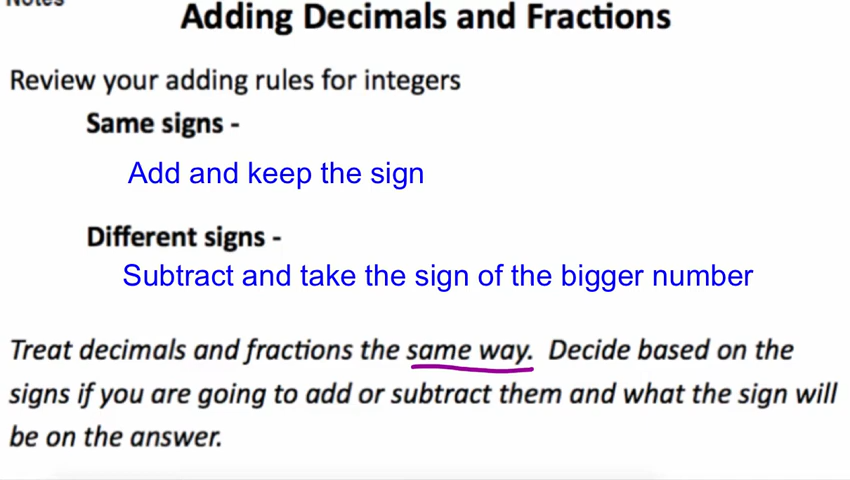 Notes
Adding Decimals and Fractions
Review your adding rules for integers
Same signs -
Add and keep the sign
Different signs -
Subtract and take the sign of the bigger number
Treat decimals and fractions the same way. Decide based on the
signs if you are going to add or subtract them and what the sign will
be on the answer.